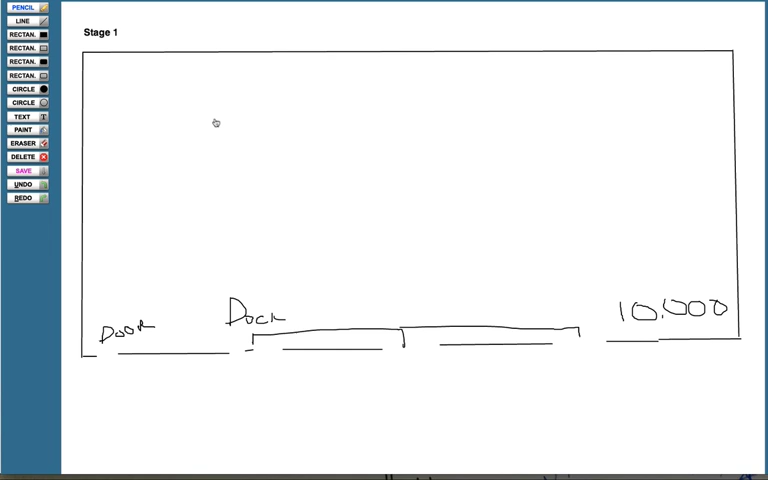 PENCIL
LINE
RECTAN.
RECTAN.
RECTAN.
RECTAN.
CIRCLE
CIRCLE
TEXT T
PAINT
ERASER
DELETE
SAVE
UNDO
REDO
Stage 1
Door
Dock
10.000